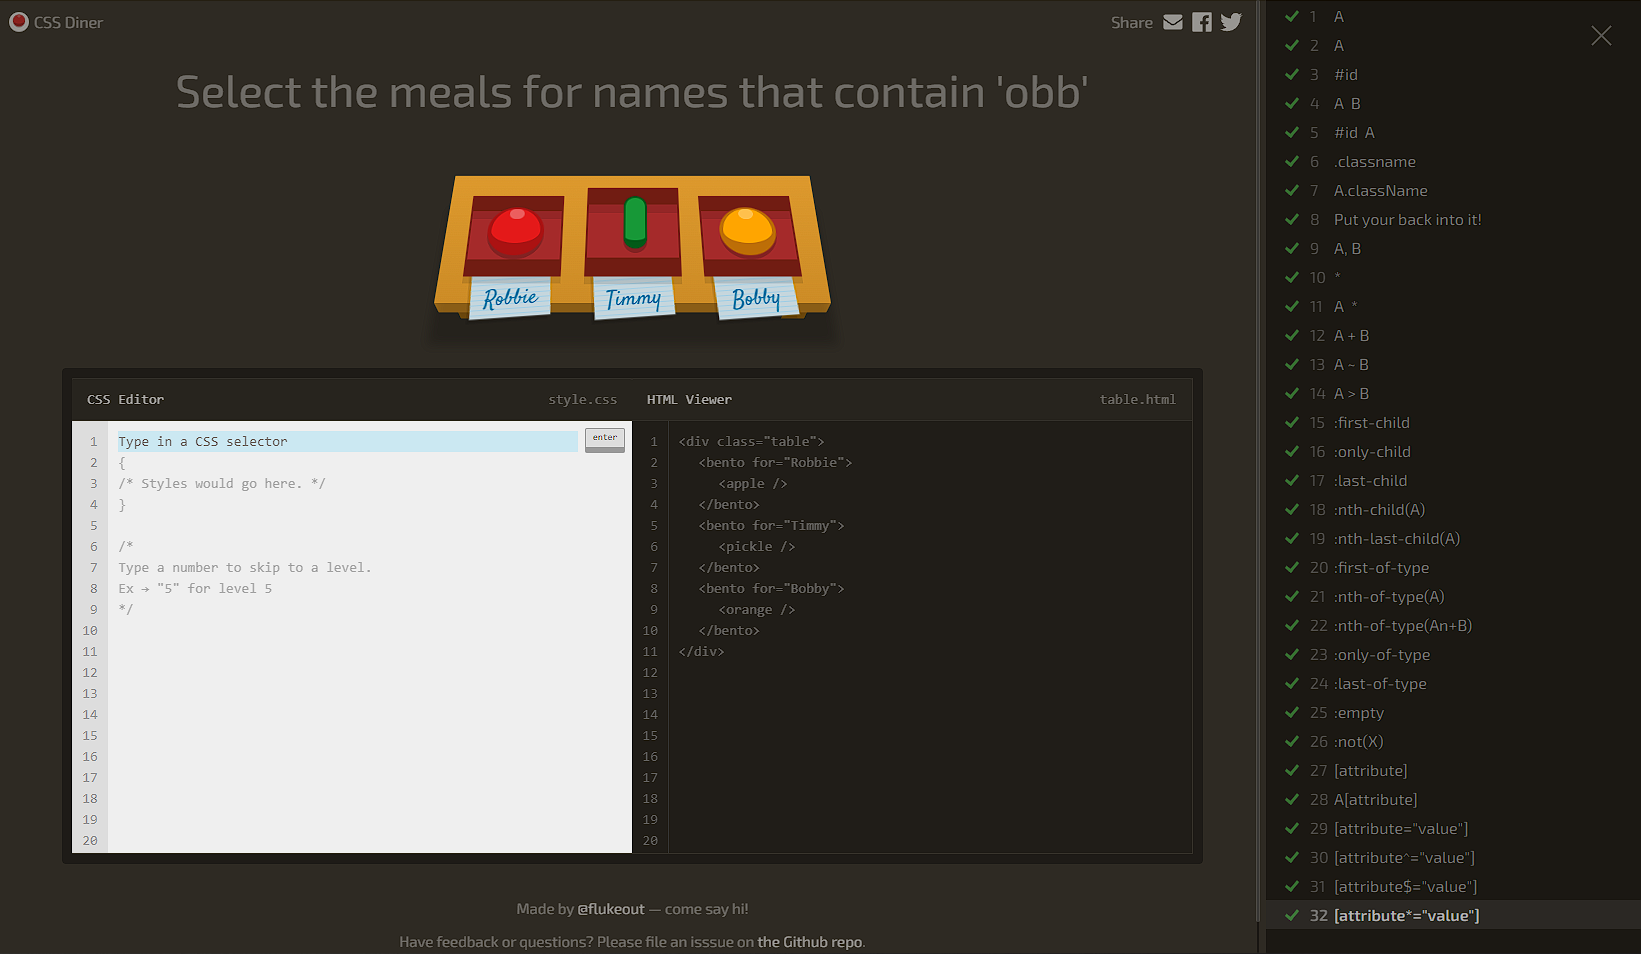 CSS Diner
Share
Select the meals for names that contain 'obb'
Robbie
Timmy
Bobby
CSS Editor
style.css
1 Type in a CSS selector
enter
2 {
3 /* Styles would go here. */
4 }
5
6 /*
7 Type a number to skip to a level.
8 Ex → "5" for level 5
9 */
10
11
12
13
14
15
16
17
18
19
20
HTML Viewer
table.html
1 <div class="table">
2 <bento for="Robbie">
3 <apple />
4 </bento>
5 <bento for="Timmy">
6 <pickle />
7 </bento>
8 <bento for="Bobby">
9 <orange />
10 </bento>
11 </div>
12
13
14
15
16
17
18
19
20
Made by @flukeout — come say hi!
Have feedback or questions? Please file an isssue on the Github repo.
1 A
2 A
3 #id
4 A B
5 #id A
6 .classname
7 A.className
8 Put your back into it!
9 A, B
10 *
11 A *
12 A + B
13 A ~ B
14 A > B
15 :first-child
16 :only-child
17 :last-child
18 :nth-child(A)
19 :nth-last-child(A)
20 :first-of-type
21 :nth-of-type(A)
22 :nth-of-type(An+B)
23 :only-of-type
24 :last-of-type
25 :empty
26 :not(X)
27 [attribute]
28 A[attribute]
29 [attribute="value"]
30 [attribute^="value"]
31 [attribute$="value"]
32 [attribute*="value"]